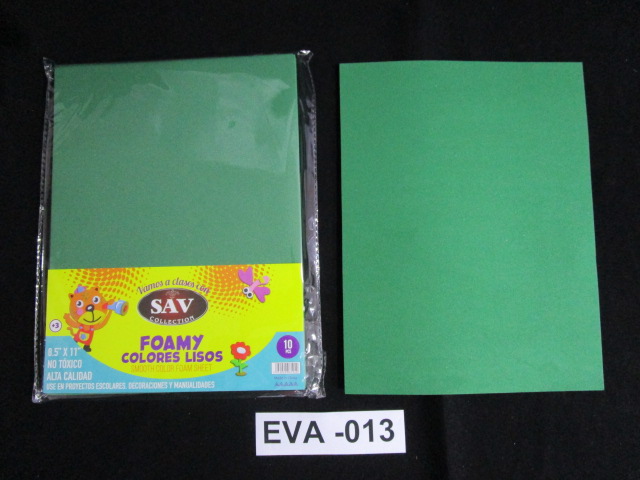 Vamos a clases con
SAV
COLLECTION
FOAMY
COLORES LISOS
SMOOTH COLOR FOAM SHEET
+3
10
PCS
8.5" X 11"
NO TÓXICO
ALTA CALIDAD
USE EN PROYECTOS ESCOLARES, DECORACIONES Y MANUALIDADES
EVA -013